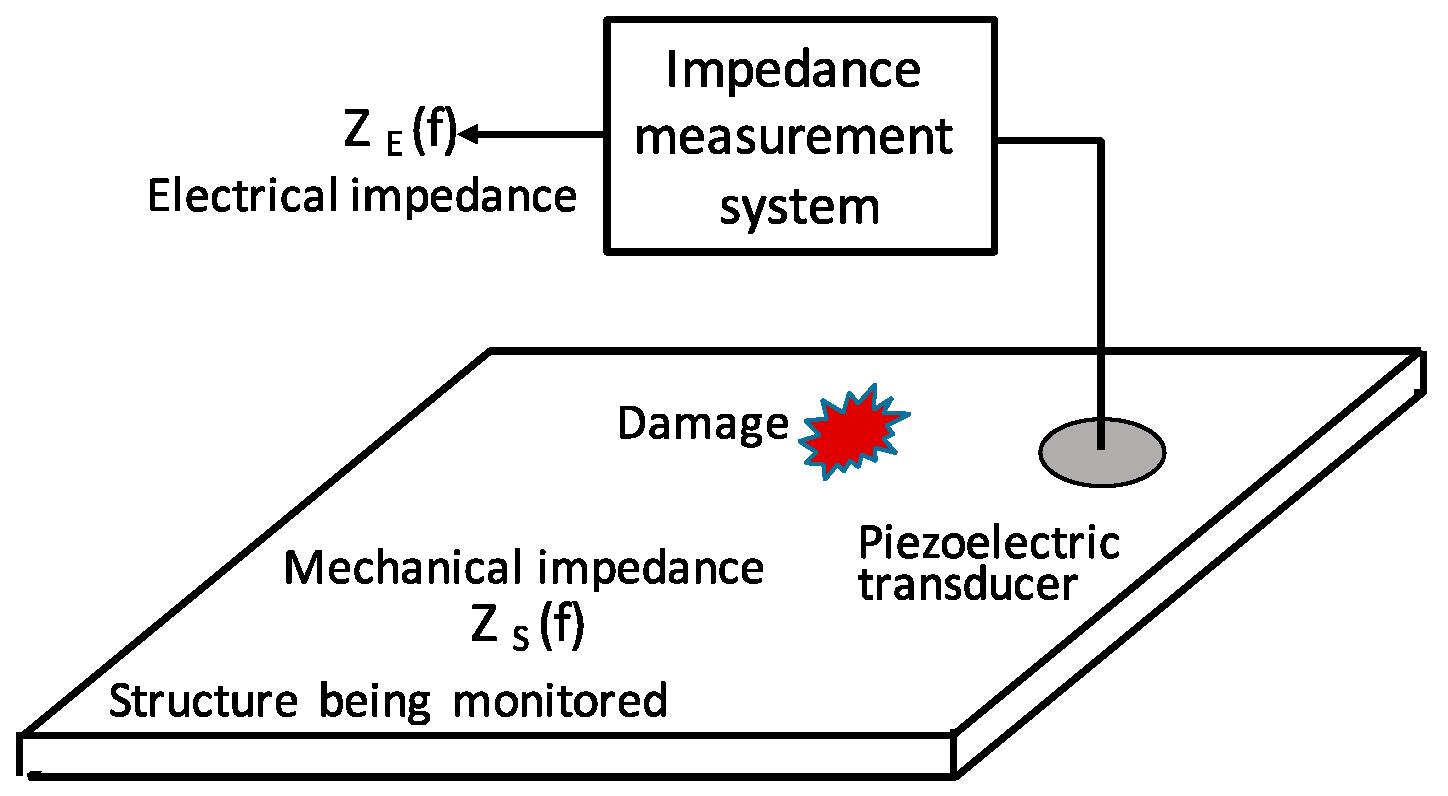 Impedance
measurement
system
Z E (f)
Electrical impedance
Damage
Piezoelectric
transducer
Mechanical impedance
Z S (f)
Structure being monitored